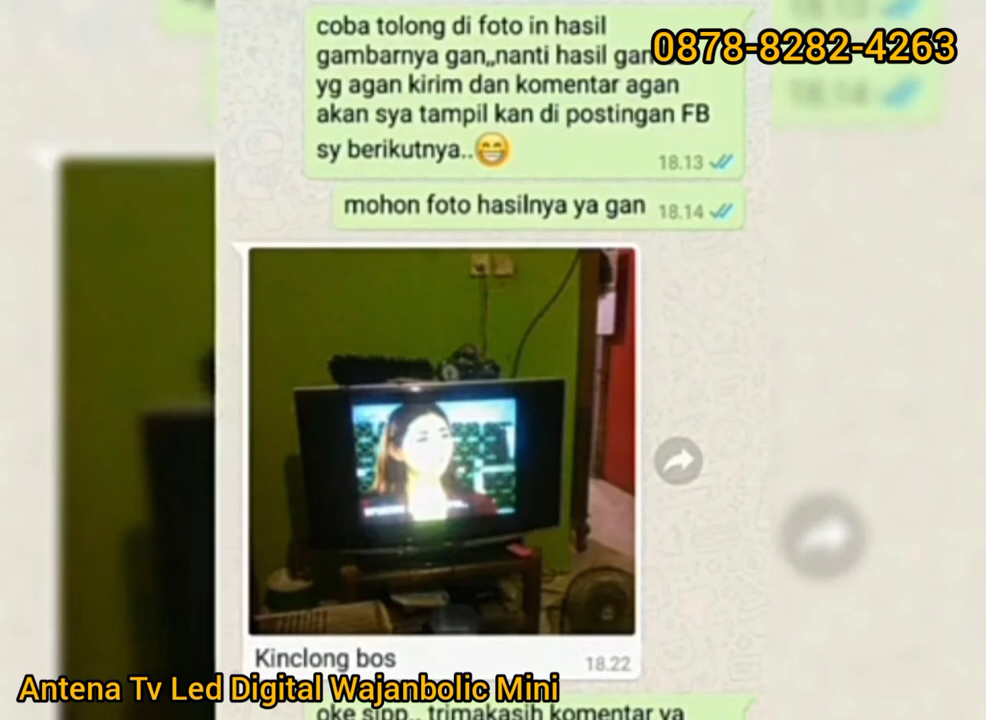 coba tolong di foto in hasil
gambarnya gan,,nanti hasil gan
0878-8282-4263
yg agan kirim dan komentar agan
akan sya tampil kan di postingan FB
sy berikutnya..😁
18.13
mohon foto hasilnya ya gan 18.14
Kinclong bos 18.22
Antena Tv Led Digital Wajanbolic Mini
oke sipp.. trimakasih komentar ya